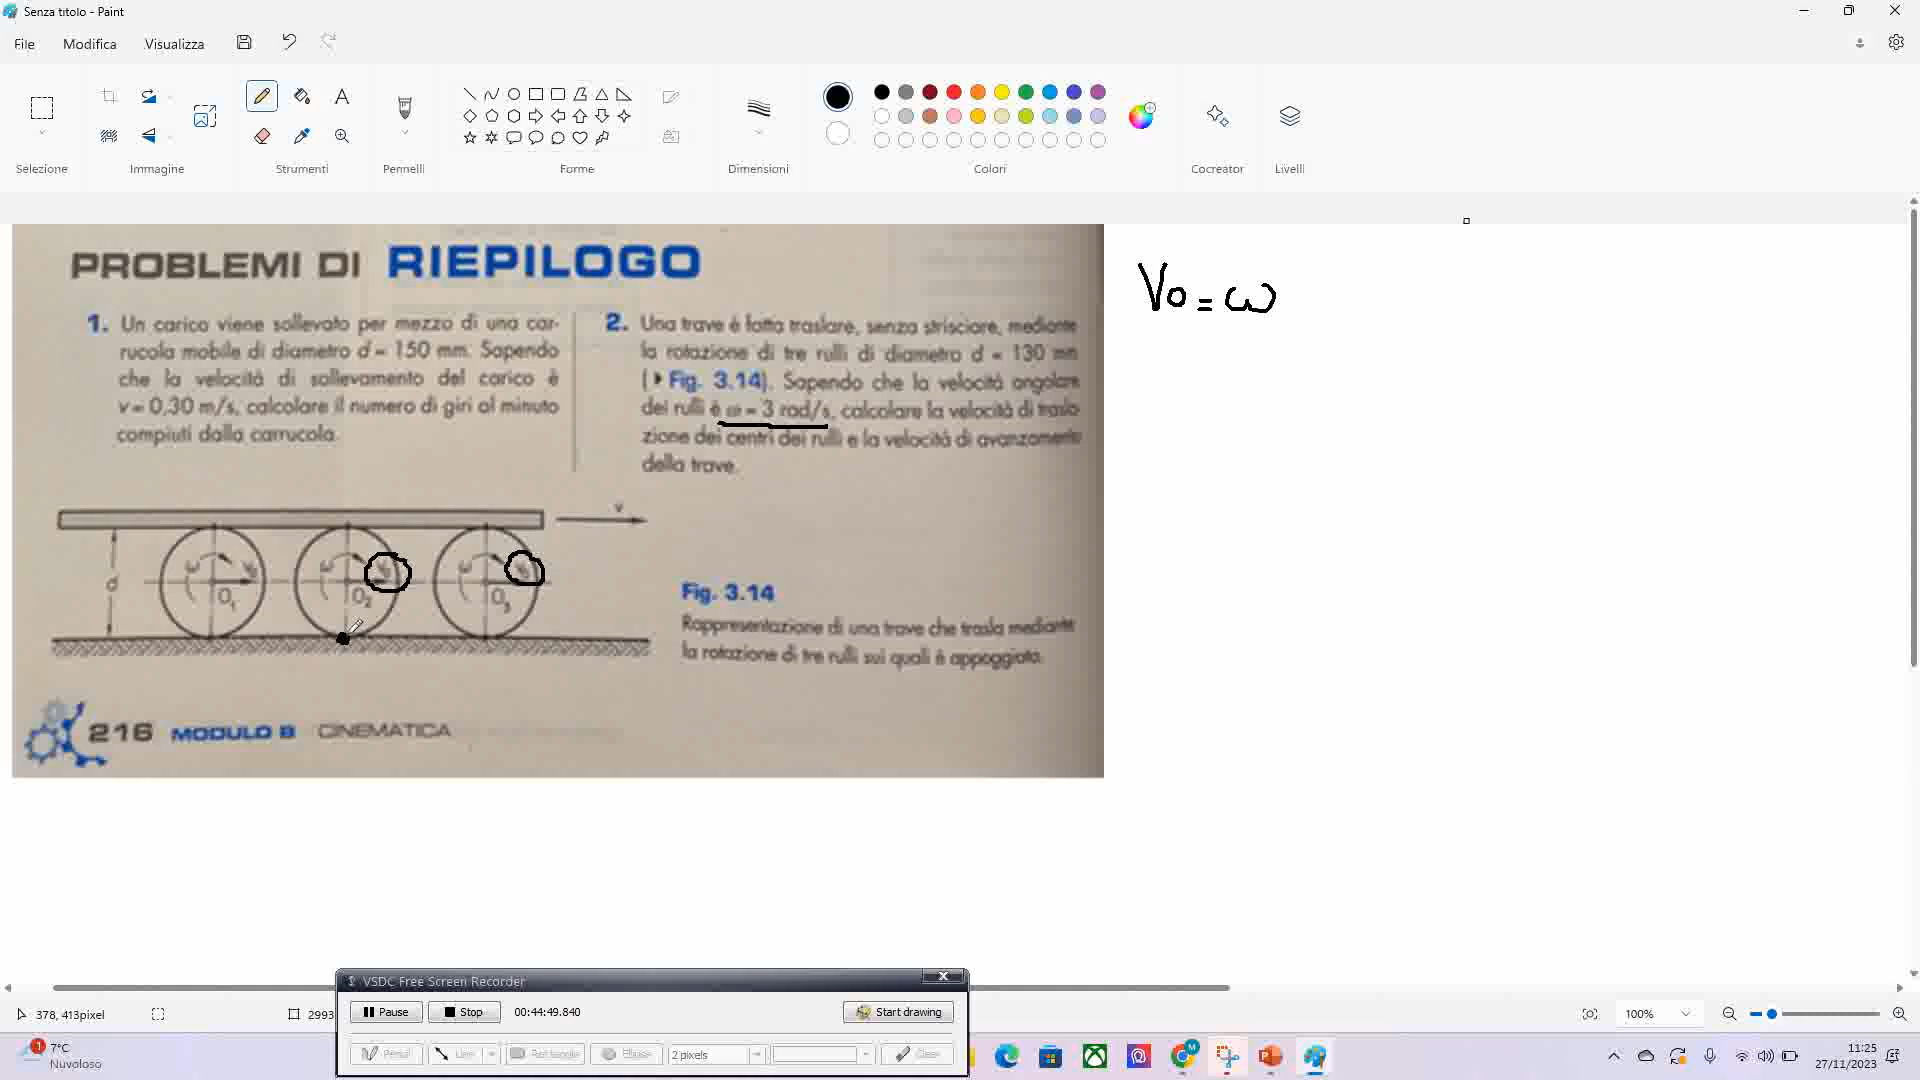 Senza titolo - Paint
File Modifica Visualizza
A
Selezione Immagine Strumenti Pennelli Forme Dimensioni Colori Cocreator Livelli
PROBLEMI DI RIEPILOGO
1. Un carico viene sollevato per mezzo di una car-
rucola mobile di diametro d = 150 mm. Sapendo
che la velocità di sollevamento del carico è
v = 0,30 m/s, calcolare il numero di giri al minuto
compiuti dalla carrucola.
2. Una trave è fatta traslare, senza strisciare, mediante
la rotazione di tre rulli di diametro d = 130 mm
(▸ Fig. 3.14). Sapendo che la velocità angolare
dei rulli è ω = 3 rad/s, calcolare la velocità di trasla
zione dei centri dei rulli e la velocità di avanzamento
della trave.
Vo = ω
v
d
ω O1
ω O2
ω O3
Fig. 3.14
Rappresentazione di una trave che trasla mediante
la rotazione di tre rulli sui quali è appoggiata.
216 MODULO B CINEMATICA
VSDC Free Screen Recorder
Pause Stop 00:44:49.840 Start drawing
Pencil Line Rectangle Ellipse 2 pixels Clear
378, 413pixel 2993 100%
7°C
Nuvoloso
11:25
27/11/2023